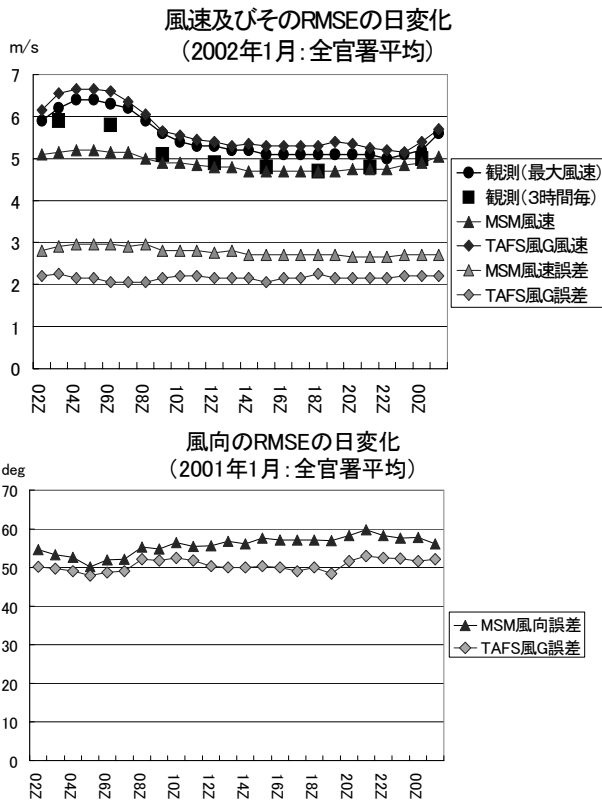 風速及びそのRMSEの日変化
（2002年1月：全官署平均）
m/s
7
6
5
4
3
2
1
0
02Z
04Z
06Z
08Z
10Z
12Z
14Z
16Z
18Z
20Z
22Z
00Z
観測（最大風速）
観測（3時間毎）
MSM風速
TAFS風G風速
MSM風速誤差
TAFS風G誤差
風向のRMSEの日変化
（2001年1月：全官署平均）
deg
70
60
50
40
30
20
10
0
02Z
04Z
06Z
08Z
10Z
12Z
14Z
16Z
18Z
20Z
22Z
00Z
MSM風向誤差
TAFS風G誤差